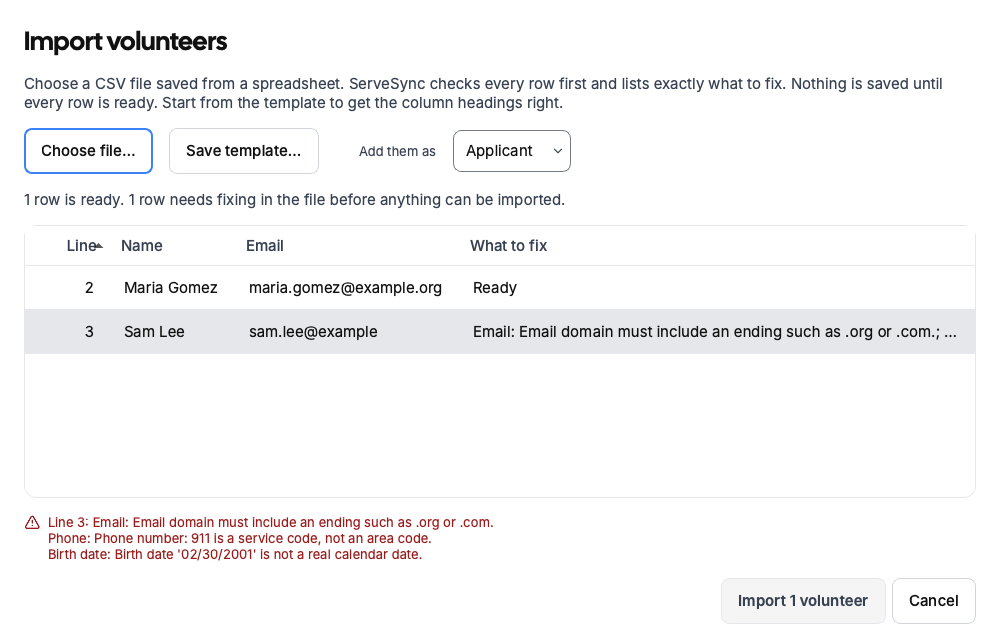 Import volunteers
Choose a CSV file saved from a spreadsheet. ServeSync checks every row first and lists exactly what to fix. Nothing is saved until
every row is ready. Start from the template to get the column headings right.
Choose file... Save template... Add them as Applicant
1 row is ready. 1 row needs fixing in the file before anything can be imported.
Line Name Email What to fix
2 Maria Gomez maria.gomez@example.org Ready
3 Sam Lee sam.lee@example Email: Email domain must include an ending such as .org or .com.; ...
Line 3: Email: Email domain must include an ending such as .org or .com.
Phone: Phone number: 911 is a service code, not an area code.
Birth date: Birth date '02/30/2001' is not a real calendar date.
Import 1 volunteer Cancel